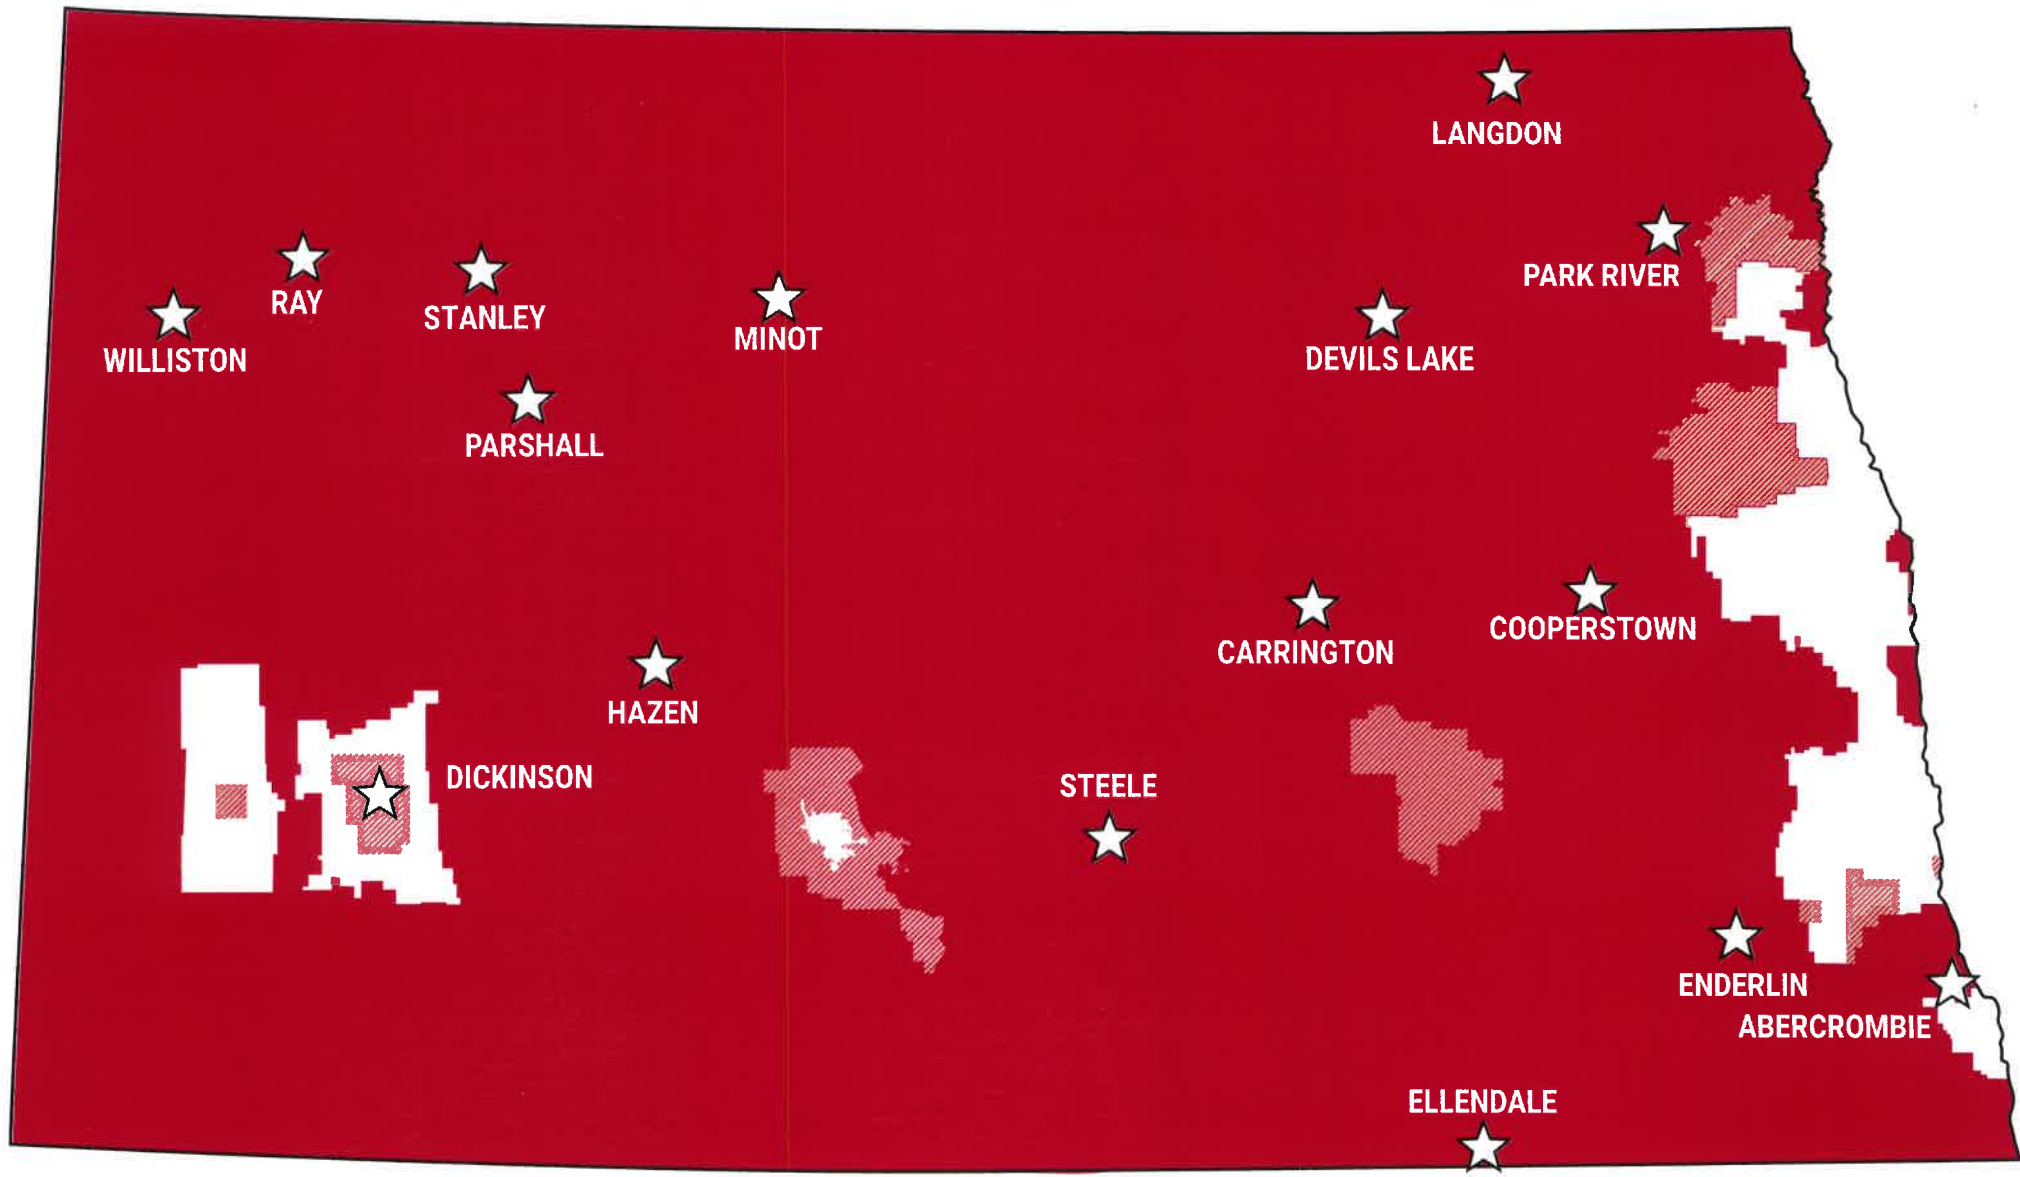 LANGDON
PARK RIVER
RAY
STANLEY
MINOT
WILLISTON
DEVILS LAKE
PARSHALL
COOPERSTOWN
CARRINGTON
HAZEN
DICKINSON
STEELE
ENDERLIN
ABERCROMBIE
ELLENDALE